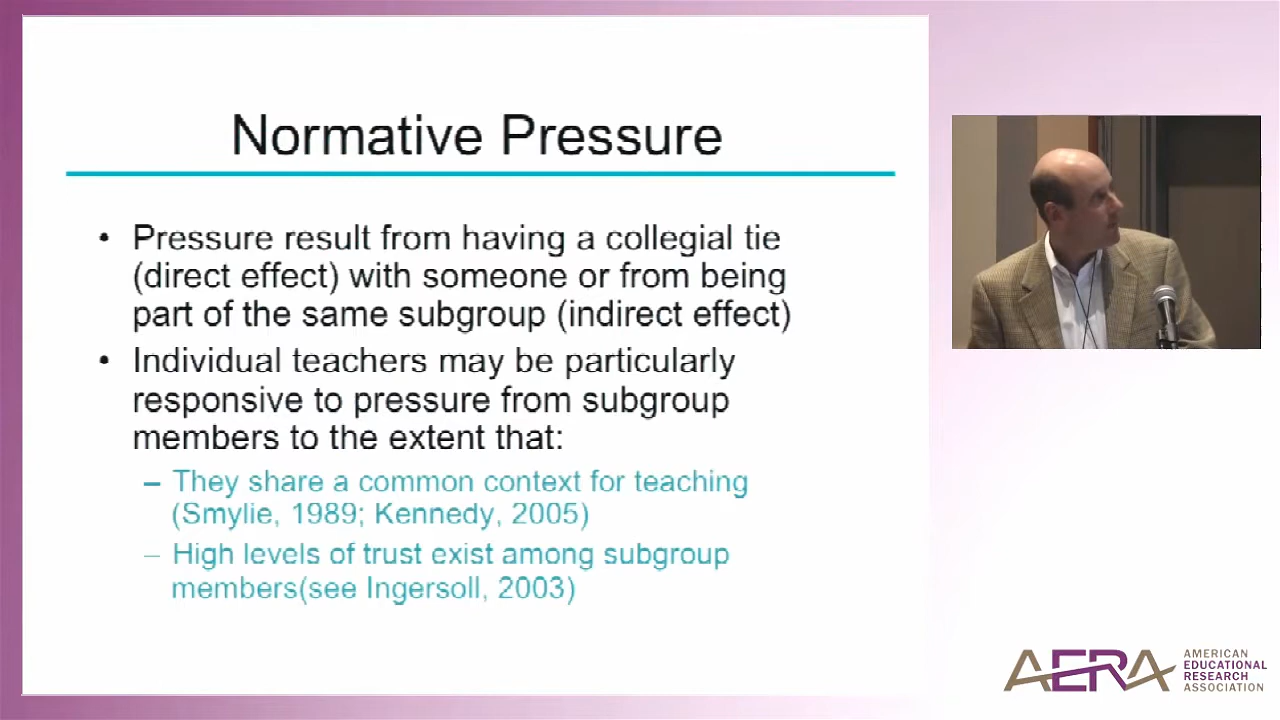 Normative Pressure
• Pressure result from having a collegial tie
(direct effect) with someone or from being
part of the same subgroup (indirect effect)
• Individual teachers may be particularly
responsive to pressure from subgroup
members to the extent that:
– They share a common context for teaching
(Smylie, 1989; Kennedy, 2005)
– High levels of trust exist among subgroup
members(see Ingersoll, 2003)
AERA
AMERICAN
EDUCATIONAL
RESEARCH
ASSOCIATION